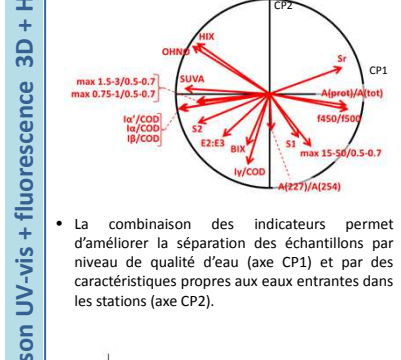 son UV-vis + fluorescence 3D + H
CP2
HIX
OHNO
Sr
CP1
SUVA
max 1.5-3/0.5-0.7
max 0.75-1/0.5-0.7
A(prot)/A(tot)
f450/f500
Iα'/COD
Iα/COD
Iβ/COD
S2
E2:E3
BIX
S1
max 15-50/0.5-0.7
Iγ/COD
A(227)/A(254)
• La combinaison des indicateurs permet
d'améliorer la séparation des échantillons par
niveau de qualité d'eau (axe CP1) et par des
caractéristiques propres aux eaux entrantes dans
les stations (axe CP2).